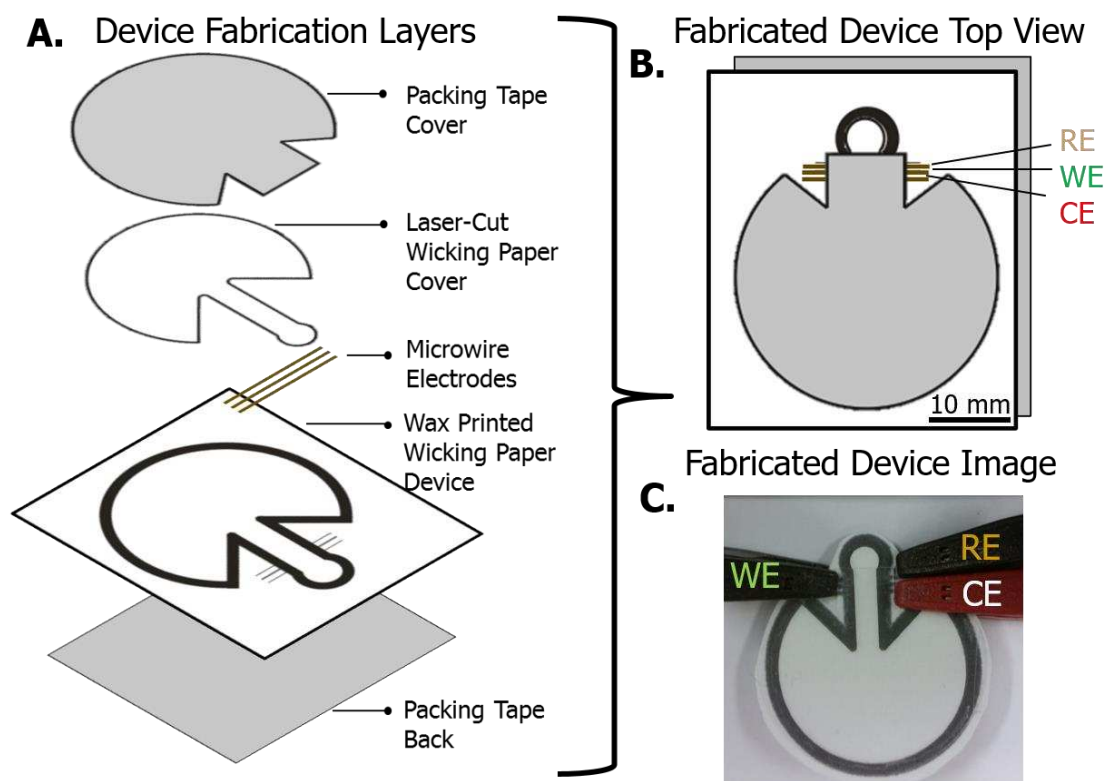 A. Device Fabrication Layers
Packing Tape
Cover
Laser-Cut
Wicking Paper
Cover
Microwire
Electrodes
Wax Printed
Wicking Paper
Device
Packing Tape
Back
Fabricated Device Top View
B.
RE
WE
CE
10 mm
Fabricated Device Image
C.
WE
RE
CE